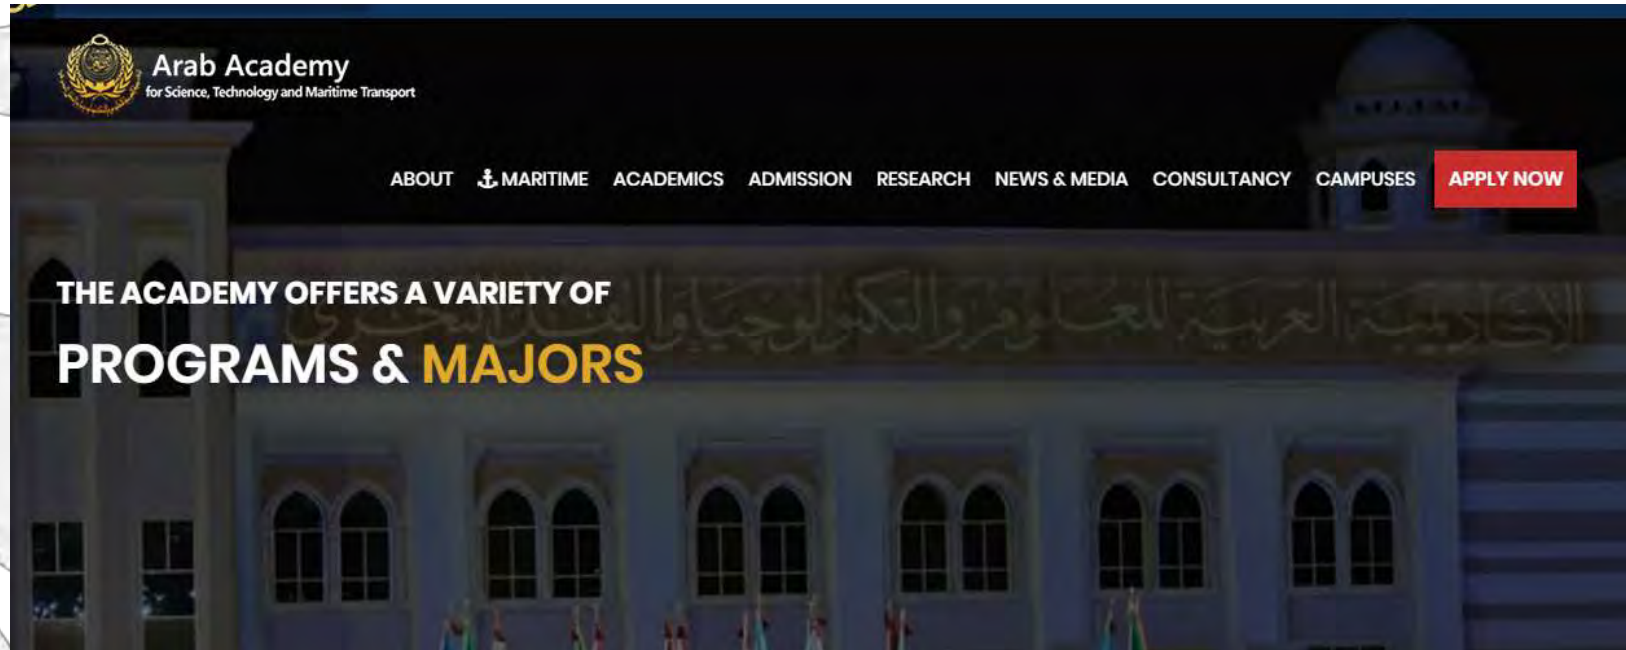 Arab Academy
for Science, Technology and Maritime Transport
ABOUT MARITIME ACADEMICS ADMISSION RESEARCH NEWS & MEDIA CONSULTANCY CAMPUSES APPLY NOW
THE ACADEMY OFFERS A VARIETY OF
الأكاديمية العربية للعلوم والتكنولوجيا والنقل البحري
PROGRAMS & MAJORS